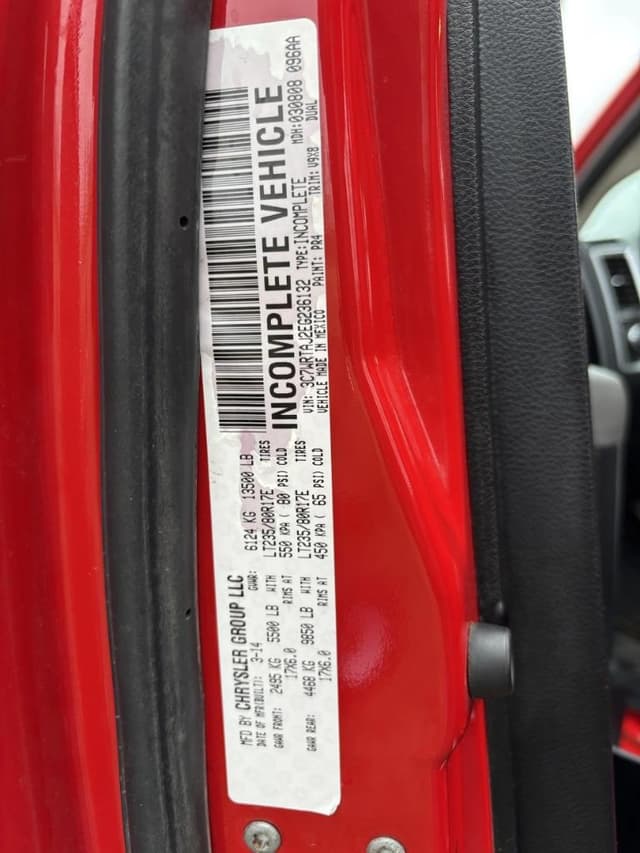 MFD BY CHRYSLER GROUP LLC
DATE OF MFR(BUILT): 3-14 GVWR: 6124 KG 13500 LB
GAWR FRONT: 2495 KG 5500 LB WITH LT235/80R17E TIRES
17X6.0 RIMS AT 550 KPA ( 80 PSI) COLD
GAWR REAR: 4468 KG 9850 LB WITH LT235/80R17E TIRES
17X6.0 RIMS AT 450 KPA ( 65 PSI) COLD
INCOMPLETE VEHICLE
MDH:030808 096AA
VIN: 3C7WRTAJ2EG236132 TYPE:INCOMPLETE DUAL
VEHICLE MADE IN MEXICO PAINT: PR4 TRIM: V9X8